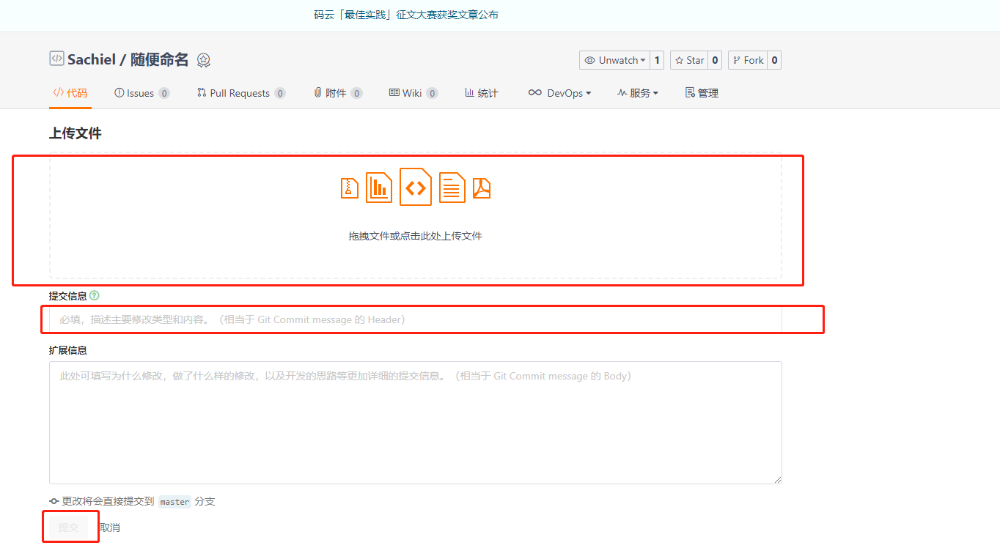 码云「最佳实践」征文大赛获奖文章公布
Sachiel / 随便命名
Unwatch 1 Star 0 Fork 0
代码 Issues 0 Pull Requests 0 附件 0 Wiki 0 统计 DevOps 服务 管理
上传文件
拖拽文件或点击此处上传文件
提交信息
必填，描述主要修改类型和内容。（相当于 Git Commit message 的 Header）
扩展信息
此处可填写为什么修改，做了什么样的修改，以及开发的思路等更加详细的提交信息。（相当于 Git Commit message 的 Body）
更改将会直接提交到 master 分支
提交 取消